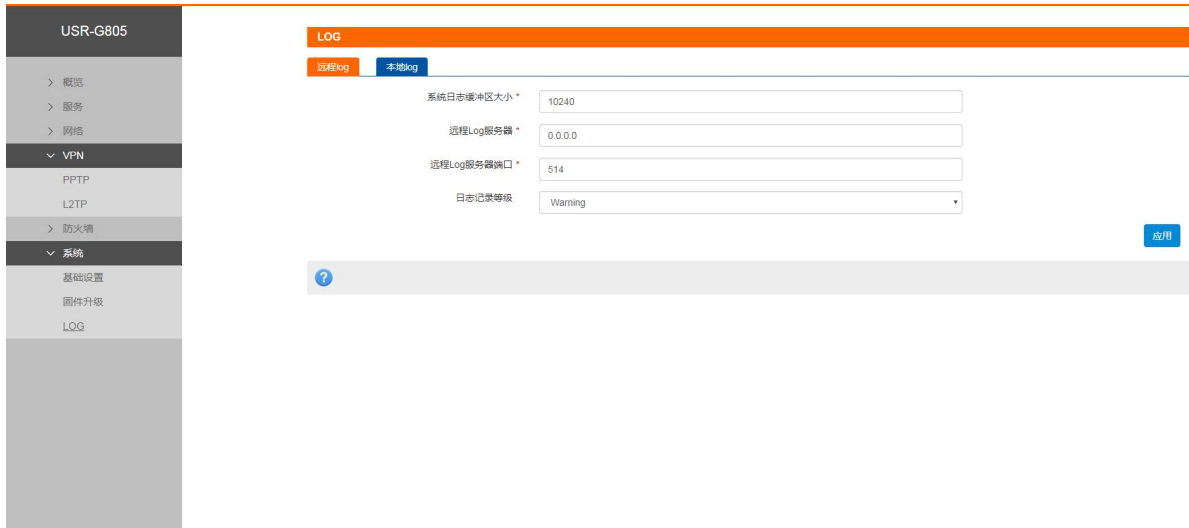 USR-G805
概览
服务
网络
VPN
PPTP
L2TP
防火墙
系统
基础设置
固件升级
LOG
LOG
远程log 本地log
系统日志缓冲区大小 * 10240
远程Log服务器 * 0.0.0.0
远程Log服务器端口 * 514
日志记录等级 Warning
应用
?